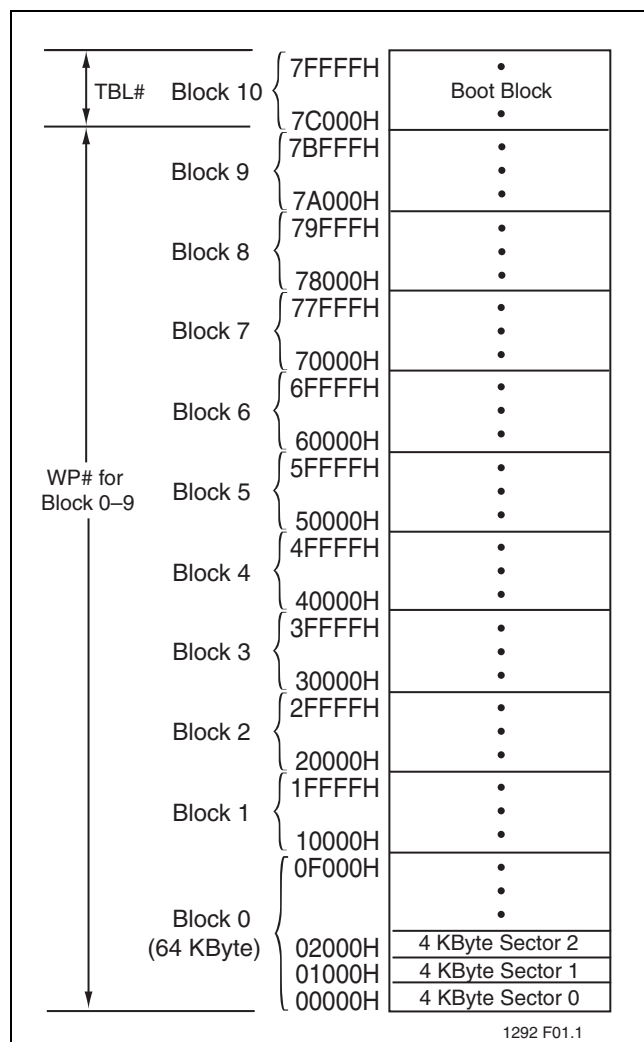 TBL# Block 10 7FFFFH
Boot Block
7C000H
7BFFFH
Block 9
7A000H
79FFFH
Block 8
78000H
77FFFH
Block 7
70000H
6FFFFH
Block 6
60000H
5FFFFH
WP# for
Block 0–9
Block 5
50000H
4FFFFH
Block 4
40000H
3FFFFH
Block 3
30000H
2FFFFH
Block 2
20000H
1FFFFH
Block 1
10000H
0F000H
Block 0
(64 KByte)
02000H 4 KByte Sector 2
01000H 4 KByte Sector 1
00000H 4 KByte Sector 0
1292 F01.1